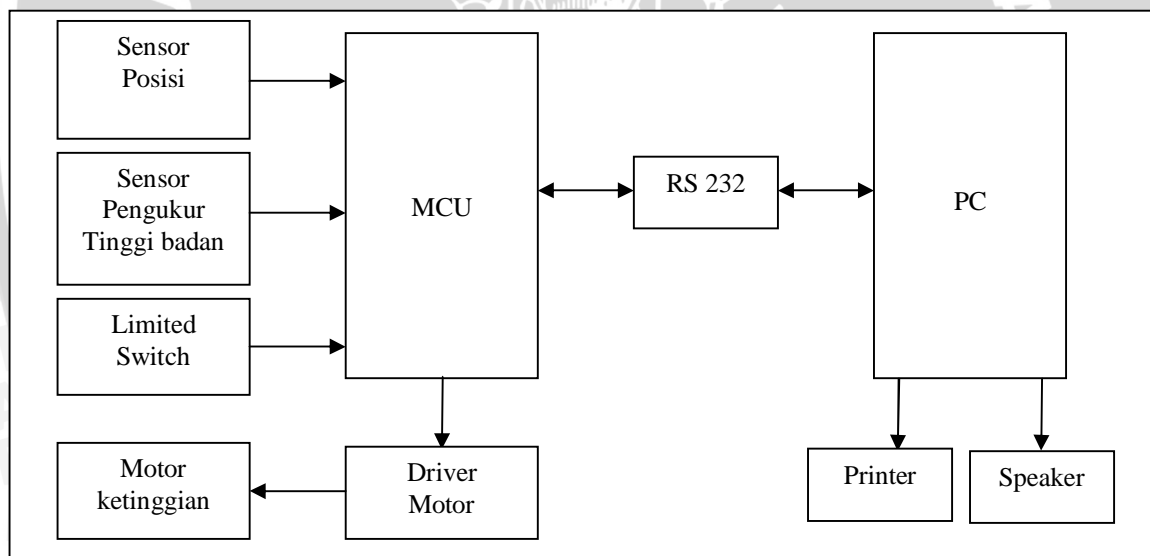 Sensor
Posisi
Sensor
Pengukur
Tinggi badan
Limited
Switch
MCU
RS 232
PC
Motor
ketinggian
Driver
Motor
Printer
Speaker